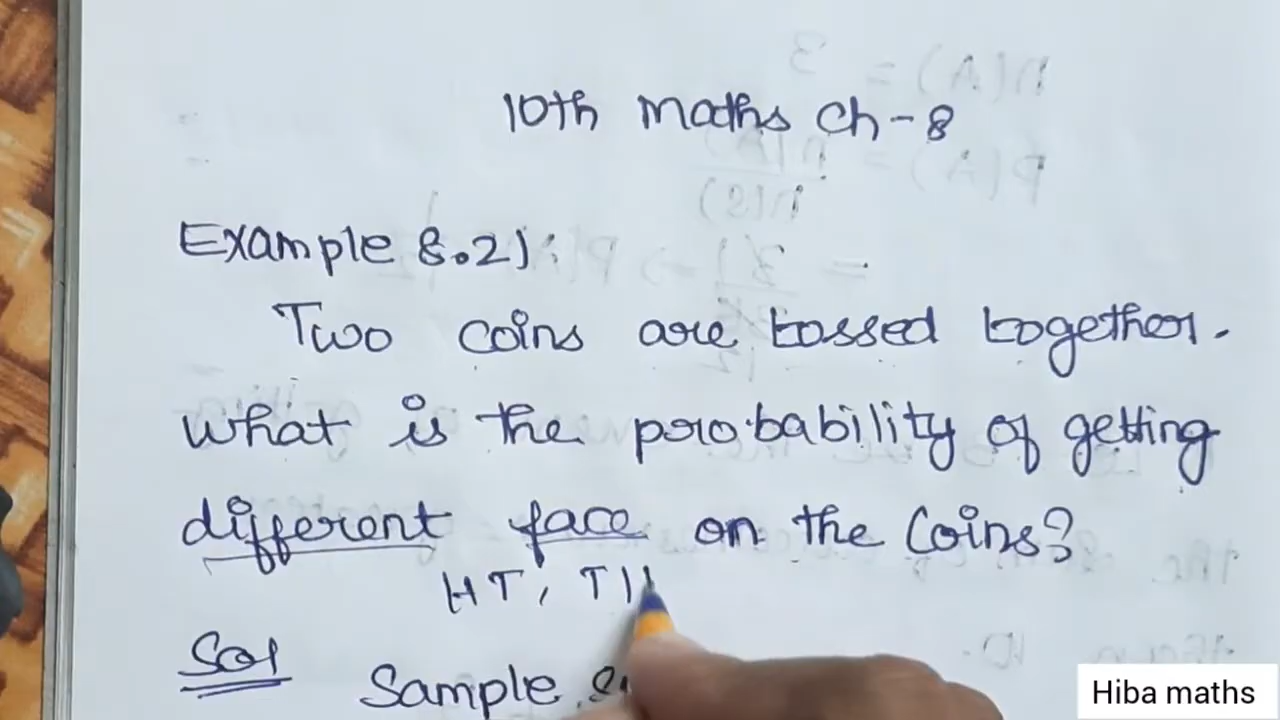 10th Maths Ch-8
Example 8.21:
Two coins are tossed together.
What is the probability of getting
different face on the coins?
HT, TH
Sol
Sample
Hiba maths